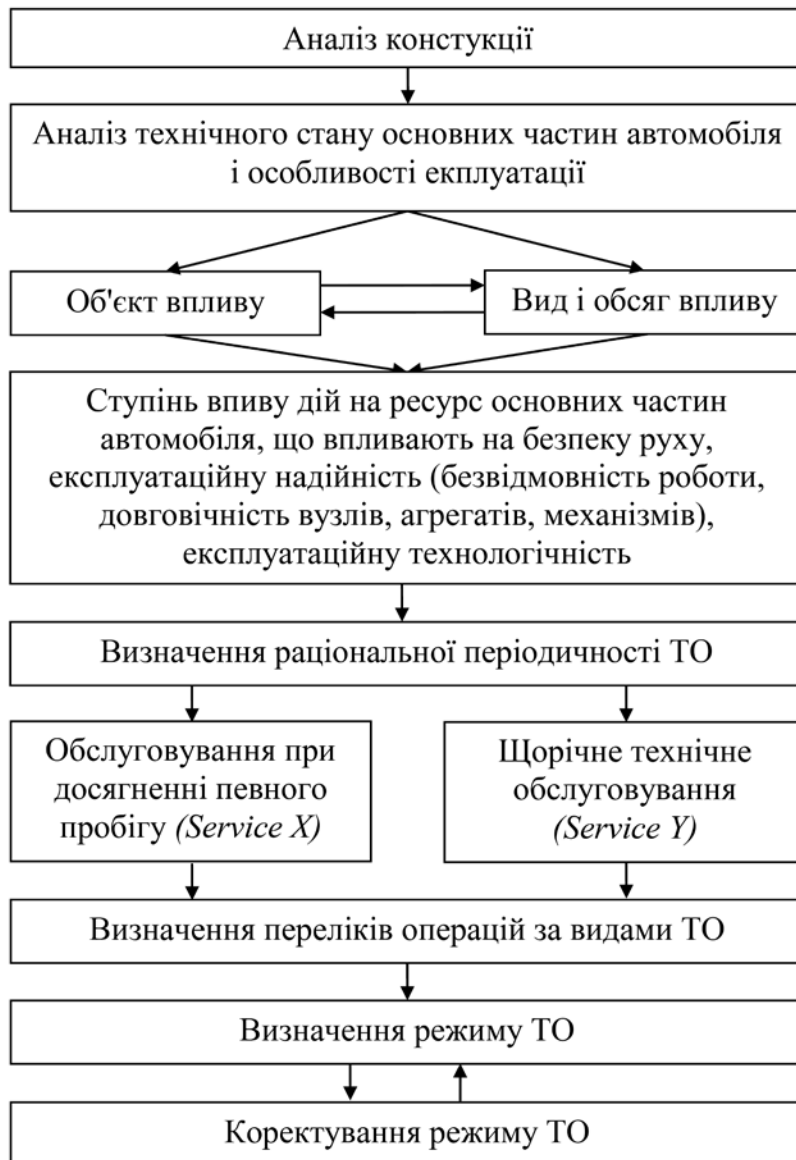 Аналіз констукції
Аналіз технічного стану основних частин автомобіля
і особливості екплуатації
Об'єкт впливу
Вид і обсяг впливу
Ступінь впиву дій на ресурс основних частин
автомобіля, що впливають на безпеку руху,
експлуатаційну надійність (безвідмовність роботи,
довговічність вузлів, агрегатів, механізмів),
експлуатаційну технологічність
Визначення раціональної періодичності ТО
Обслуговування при
досягненні певного
пробігу (Service X)
Щорічне технічне
обслуговування
(Service Y)
Визначення переліків операцій за видами ТО
Визначення режиму ТО
Коректування режиму ТО